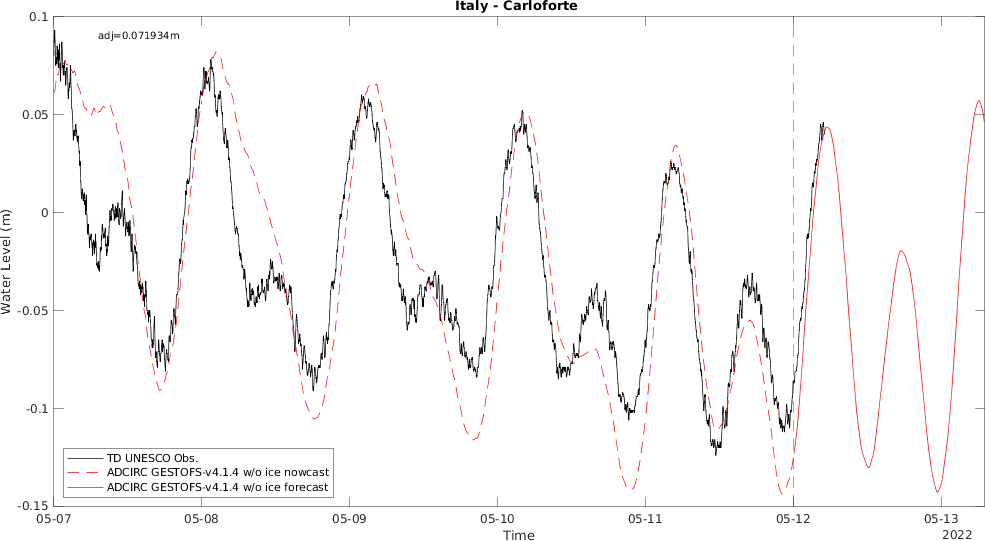 Italy - Carloforte
adj=0.071934m
0.1
0.05
0
-0.05
-0.1
-0.15
Water Level (m)
TD UNESCO Obs.
ADCIRC GESTOFS-v4.1.4 w/o ice nowcast
ADCIRC GESTOFS-v4.1.4 w/o ice forecast
05-07 05-08 05-09 05-10 05-11 05-12 05-13
2022
Time